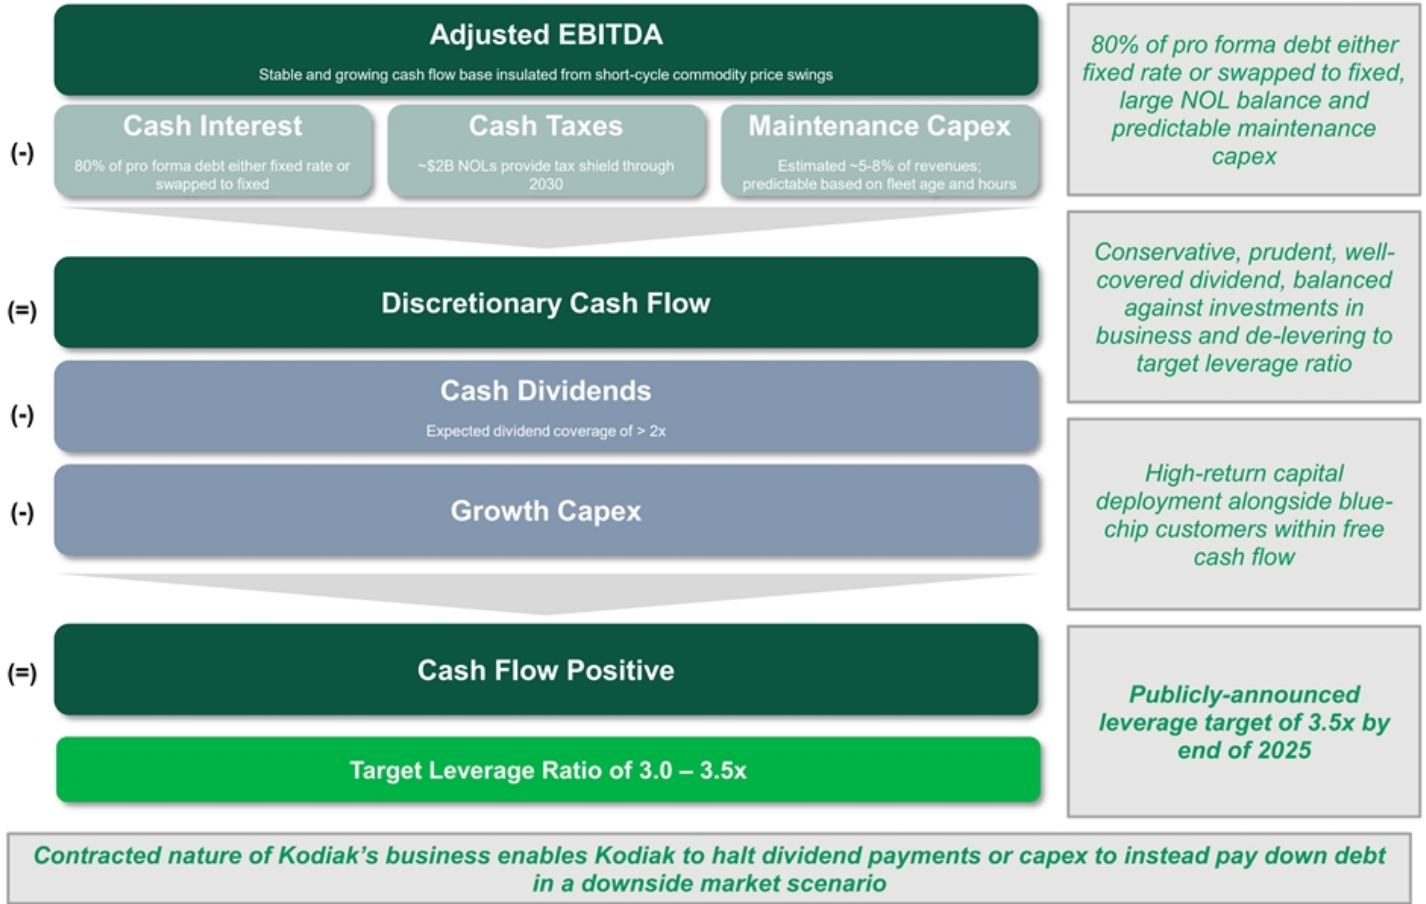 Adjusted EBITDA
Stable and growing cash flow base insulated from short-cycle commodity price swings
(-)
Cash Interest
80% of pro forma debt either fixed rate or
swapped to fixed
Cash Taxes
~$2B NOLs provide tax shield through
2030
Maintenance Capex
Estimated ~5-8% of revenues;
predictable based on fleet age and hours
80% of pro forma debt either
fixed rate or swapped to fixed,
large NOL balance and
predictable maintenance
capex
(=)
Discretionary Cash Flow
(-)
Cash Dividends
Expected dividend coverage of > 2x
Conservative, prudent, well-
covered dividend, balanced
against investments in
business and de-levering to
target leverage ratio
(-)
Growth Capex
High-return capital
deployment alongside blue-
chip customers within free
cash flow
(=)
Cash Flow Positive
Target Leverage Ratio of 3.0 – 3.5x
Publicly-announced
leverage target of 3.5x by
end of 2025
Contracted nature of Kodiak’s business enables Kodiak to halt dividend payments or capex to instead pay down debt
in a downside market scenario